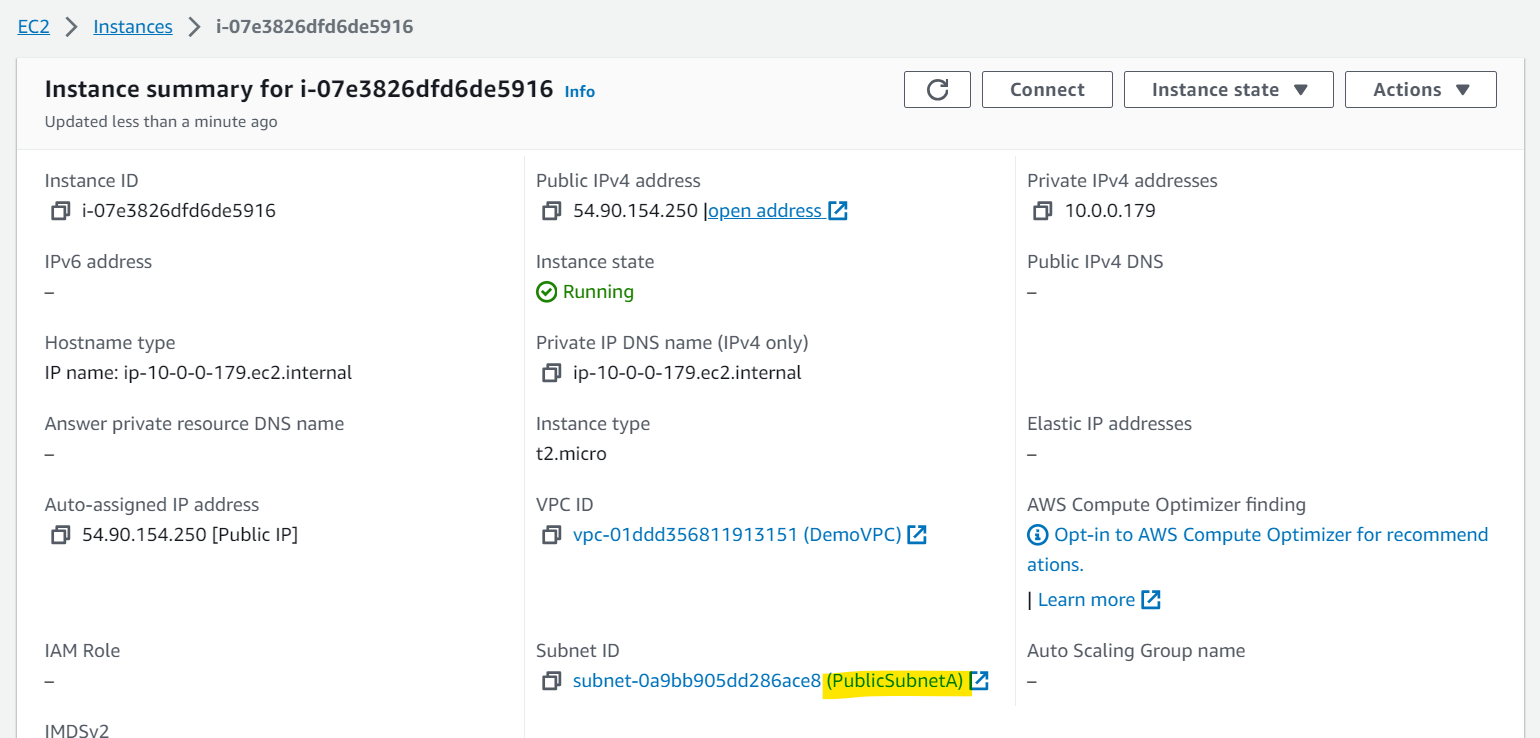 EC2 > Instances > i-07e3826dfd6de5916
Instance summary for i-07e3826dfd6de5916 Info
Updated less than a minute ago
Connect
Instance state ▼
Actions ▼
Instance ID
i-07e3826dfd6de5916
Public IPv4 address
54.90.154.250 |open address
Private IPv4 addresses
10.0.0.179
IPv6 address
–
Instance state
Running
Public IPv4 DNS
–
Hostname type
IP name: ip-10-0-0-179.ec2.internal
Private IP DNS name (IPv4 only)
ip-10-0-0-179.ec2.internal
Answer private resource DNS name
–
Instance type
t2.micro
Elastic IP addresses
–
Auto-assigned IP address
54.90.154.250 [Public IP]
VPC ID
vpc-01ddd356811913151 (DemoVPC)
AWS Compute Optimizer finding
Opt-in to AWS Compute Optimizer for recommend
ations.
| Learn more
IAM Role
–
Subnet ID
subnet-0a9bb905dd286ace8 (PublicSubnetA)
Auto Scaling Group name
–
IMDSv2